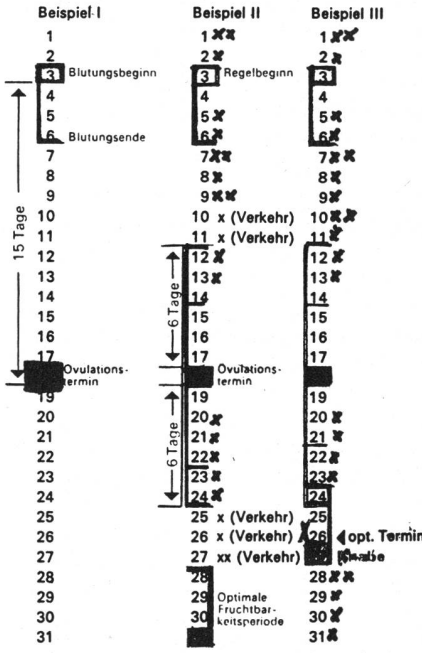 Beispiel I
1
2
3 Blutungsbeginn
4
5
6 Blutungsende
7
8
9
10
11
12
13
14
15
16
17
Ovulations-
termin
19
20
21
22
23
24
25
26
27
28
29
30
31
15 Tage
Beispiel II
1 xx
2 x
3 Regelbeginn
4
5 x
6 x
7 xx
8 x
9 xx
10 x (Verkehr)
11 x (Verkehr)
12 x
13 x
14
15
16
17
Ovulations-
termin
19
20 x
21 x
22 x
23 x
24 x
25 x (Verkehr)
26 x (Verkehr)
27 xx (Verkehr)
28
29
30
Optimale
Fruchtbar-
keitsperiode
6 Tage
6 Tage
Beispiel III
1 xx
2 x
3
4
5 x
6 x
7 x x
8 x
9 x
10 xx
11 x
12 x
13 x
14
15
16
17
19
20 x
21 x
22 x
23 x
24
25
x 26 opt. Termin
28 x x
29 x
30 x
31 x